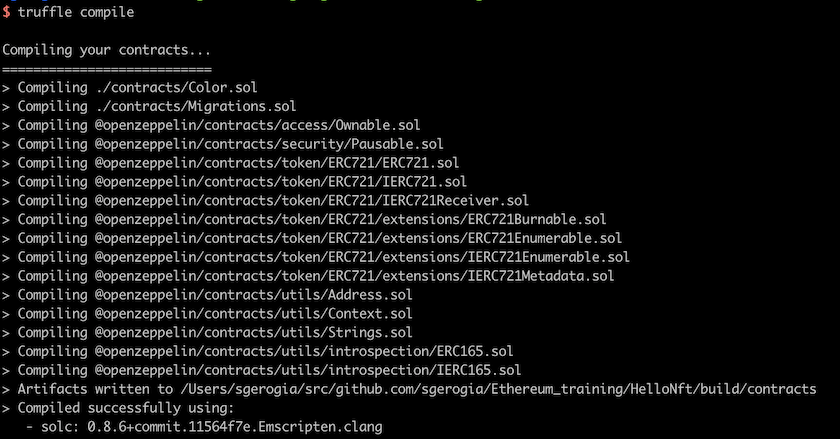 $ truffle compile
Compiling your contracts...
===========================
> Compiling ./contracts/Color.sol
> Compiling ./contracts/Migrations.sol
> Compiling @openzeppelin/contracts/access/Ownable.sol
> Compiling @openzeppelin/contracts/security/Pausable.sol
> Compiling @openzeppelin/contracts/token/ERC721/ERC721.sol
> Compiling @openzeppelin/contracts/token/ERC721/IERC721.sol
> Compiling @openzeppelin/contracts/token/ERC721/IERC721Receiver.sol
> Compiling @openzeppelin/contracts/token/ERC721/extensions/ERC721Burnable.sol
> Compiling @openzeppelin/contracts/token/ERC721/extensions/ERC721Enumerable.sol
> Compiling @openzeppelin/contracts/token/ERC721/extensions/IERC721Enumerable.sol
> Compiling @openzeppelin/contracts/token/ERC721/extensions/IERC721Metadata.sol
> Compiling @openzeppelin/contracts/utils/Address.sol
> Compiling @openzeppelin/contracts/utils/Context.sol
> Compiling @openzeppelin/contracts/utils/Strings.sol
> Compiling @openzeppelin/contracts/utils/introspection/ERC165.sol
> Compiling @openzeppelin/contracts/utils/introspection/IERC165.sol
> Artifacts written to /Users/sgerogia/src/github.com/sgerogia/Ethereum_training/HelloNft/build/contracts
> Compiled successfully using:
- solc: 0.8.6+commit.11564f7e.Emscripten.clang